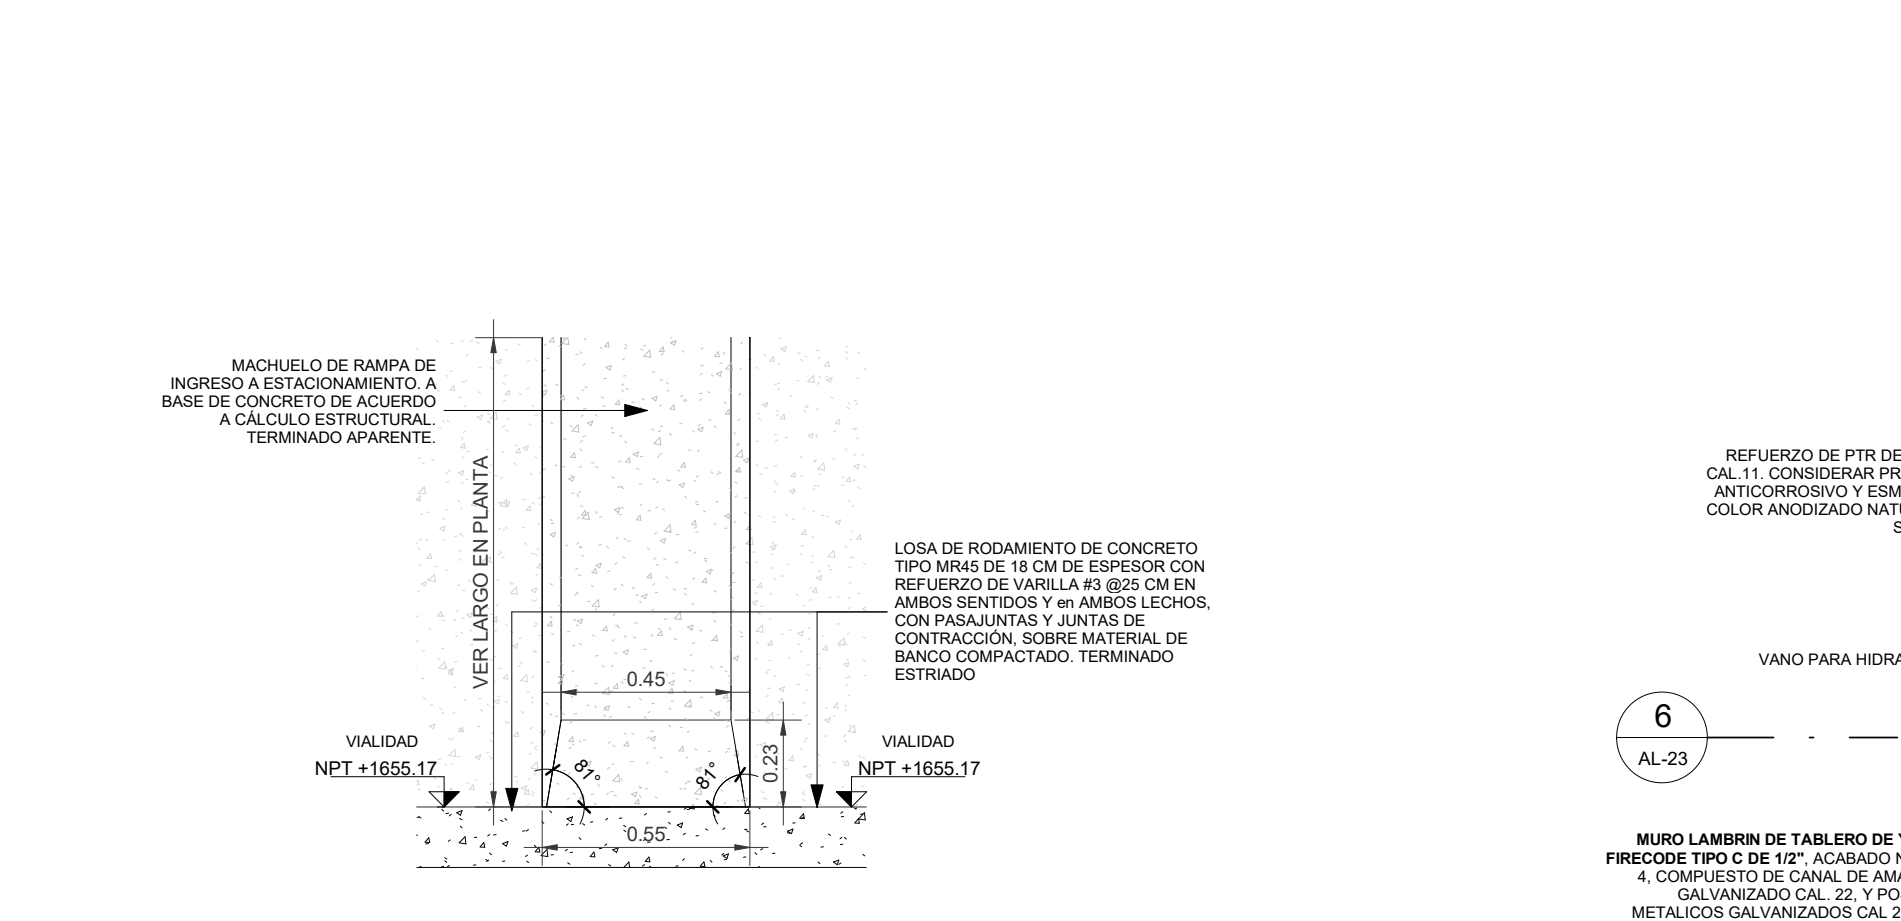 MACHUELO DE RAMPA DE
INGRESO A ESTACIONAMIENTO. A
BASE DE CONCRETO DE ACUERDO
A CÁLCULO ESTRUCTURAL.
TERMINADO APARENTE.
VER LARGO EN PLANTA
LOSA DE RODAMIENTO DE CONCRETO
TIPO MR45 DE 18 CM DE ESPESOR CON
REFUERZO DE VARILLA #3 @25 CM EN
AMBOS SENTIDOS Y en AMBOS LECHOS,
CON PASAJUNTAS Y JUNTAS DE
CONTRACCIÓN, SOBRE MATERIAL DE
BANCO COMPACTADO. TERMINADO
ESTRIADO
0.45
0.23
VIALIDAD
NPT +1655.17
81°
81°
VIALIDAD
NPT +1655.17
0.55
REFUERZO DE PTR DE
CAL.11. CONSIDERAR PR
ANTICORROSIVO Y ESM
COLOR ANODIZADO NATU
S
VANO PARA HIDRA
6
AL-23
MURO LAMBRIN DE TABLERO DE Y
FIRECODE TIPO C DE 1/2", ACABADO N
4, COMPUESTO DE CANAL DE AMA
GALVANIZADO CAL. 22, Y PO
METALICOS GALVANIZADOS CAL 2